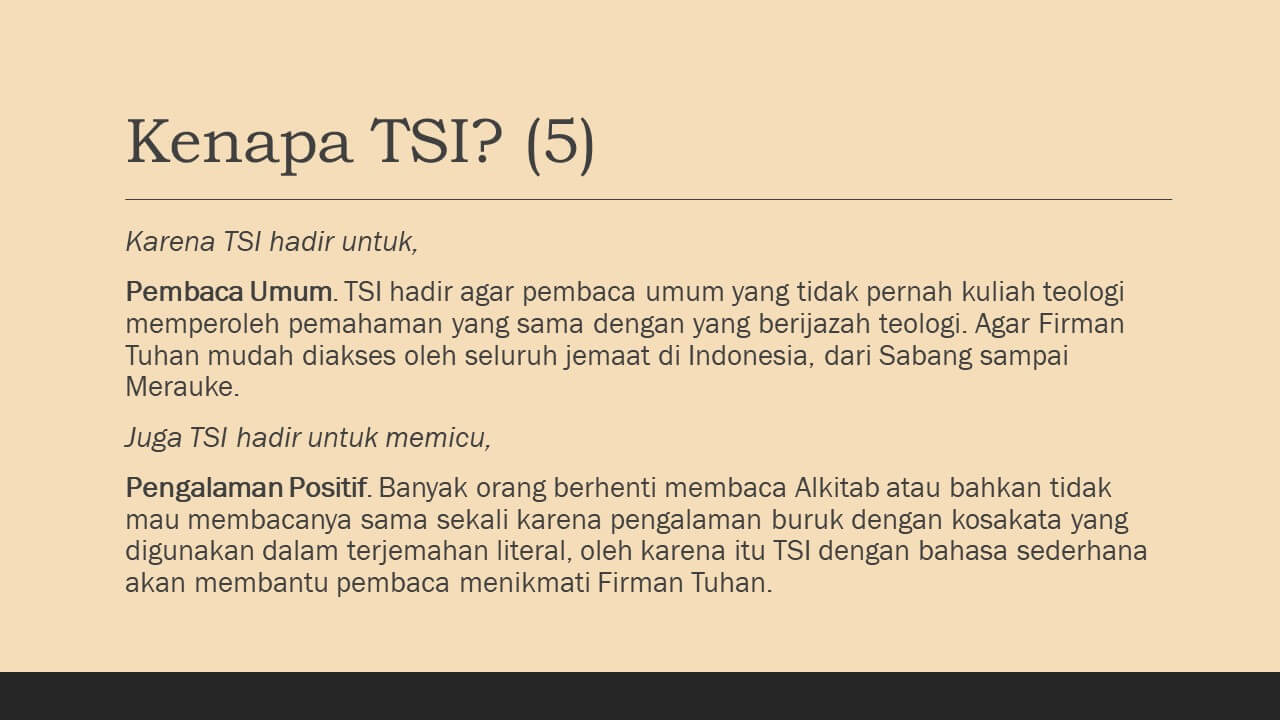 Kenapa TSI? (5)
Karena TSI hadir untuk,
Pembaca Umum. TSI hadir agar pembaca umum yang tidak pernah kuliah teologi
memperoleh pemahaman yang sama dengan yang berijazah teologi. Agar Firman
Tuhan mudah diakses oleh seluruh jemaat di Indonesia, dari Sabang sampai
Merauke.
Juga TSI hadir untuk memicu,
Pengalaman Positif. Banyak orang berhenti membaca Alkitab atau bahkan tidak
mau membacanya sama sekali karena pengalaman buruk dengan kosakata yang
digunakan dalam terjemahan literal, oleh karena itu TSI dengan bahasa sederhana
akan membantu pembaca menikmati Firman Tuhan.